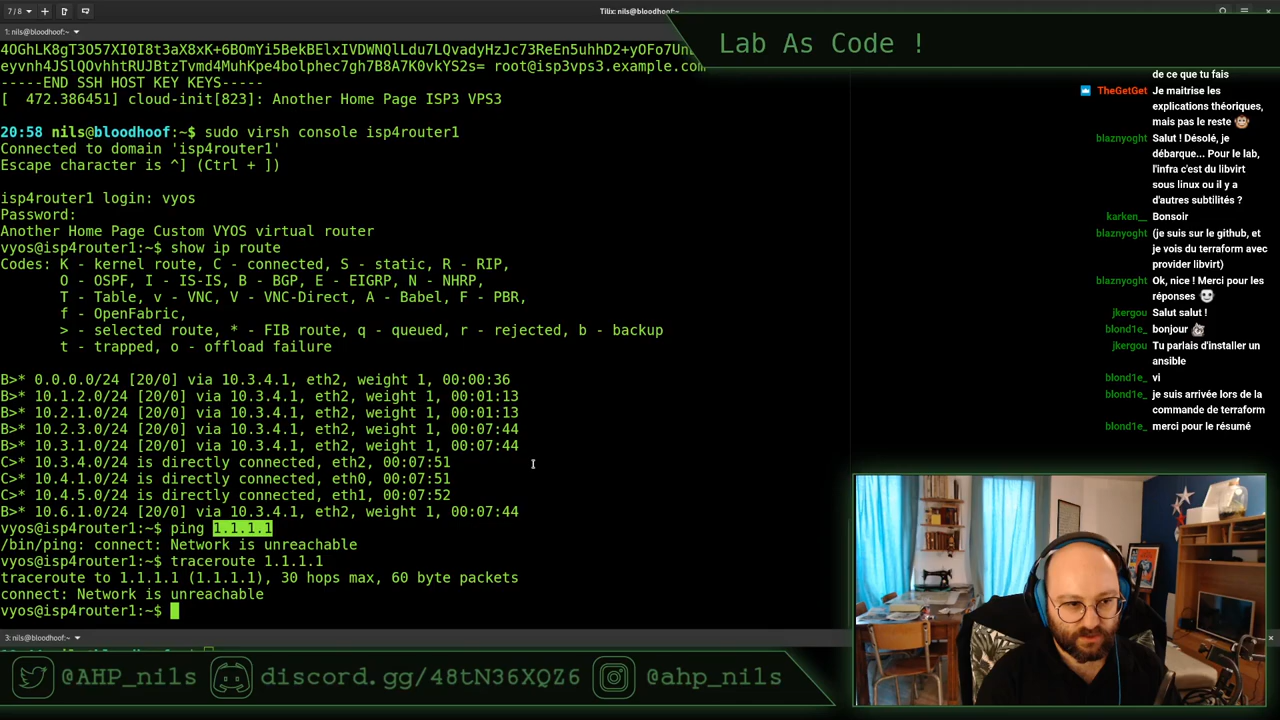 7 / 8
Tilix: nils@bloodhoof:~
1: nils@bloodhoof:~
Lab As Code !
eyvnh4JSlQOvhhtRUJBtzTvmd4MuhKpe4bolphec7gh7B8A7K0vkYS2s= root@isp3vps3.example.com
-----END SSH HOST KEY KEYS-----
[  472.386451] cloud-init[823]: Another Home Page ISP3 VPS3
20:58 nils@bloodhoof:~$ sudo virsh console isp4router1
Connected to domain 'isp4router1'
Escape character is ^] (Ctrl + ])
isp4router1 login: vyos
Password:
Another Home Page Custom VYOS virtual router
vyos@isp4router1:~$ show ip route
Codes: K - kernel route, C - connected, S - static, R - RIP,
O - OSPF, I - IS-IS, B - BGP, E - EIGRP, N - NHRP,
T - Table, v - VNC, V - VNC-Direct, A - Babel, F - PBR,
f - OpenFabric,
> - selected route, * - FIB route, q - queued, r - rejected, b - backup
t - trapped, o - offload failure
B>* 0.0.0.0/24 [20/0] via 10.3.4.1, eth2, weight 1, 00:00:36
B>* 10.1.2.0/24 [20/0] via 10.3.4.1, eth2, weight 1, 00:01:13
B>* 10.2.1.0/24 [20/0] via 10.3.4.1, eth2, weight 1, 00:01:13
B>* 10.2.3.0/24 [20/0] via 10.3.4.1, eth2, weight 1, 00:07:44
B>* 10.3.1.0/24 [20/0] via 10.3.4.1, eth2, weight 1, 00:07:44
C>* 10.3.4.0/24 is directly connected, eth2, 00:07:51
C>* 10.4.1.0/24 is directly connected, eth0, 00:07:51
C>* 10.4.5.0/24 is directly connected, eth1, 00:07:52
B>* 10.6.1.0/24 [20/0] via 10.3.4.1, eth2, weight 1, 00:07:44
vyos@isp4router1:~$ ping 1.1.1.1
/bin/ping: connect: Network is unreachable
vyos@isp4router1:~$ traceroute 1.1.1.1
traceroute to 1.1.1.1 (1.1.1.1), 30 hops max, 60 byte packets
connect: Network is unreachable
vyos@isp4router1:~$
3: nils@bloodhoof:~
de ce que tu fais
TheGetGet Je maitrise les
explications théoriques,
mais pas le reste
blaznyoght Salut ! Désolé, je
débarque... Pour le lab,
l'infra c'est du libvirt
sous linux ou il y a
d'autres subtilités ?
karken__ Bonsoir
blaznyoght (je suis sur le github, et
je vois du terraform avec
provider libvirt)
blaznyoght Ok, nice ! Merci pour les
réponses
jkergou Salut salut !
blond1e_ bonjour
jkergou Tu parlais d'installer un
ansible
blond1e_ vi
blond1e_ je suis arrivée lors de la
commande de terraform
blond1e_ merci pour le résumé
@AHP_nils
discord.gg/48tN36XQZ6
@ahp_nils